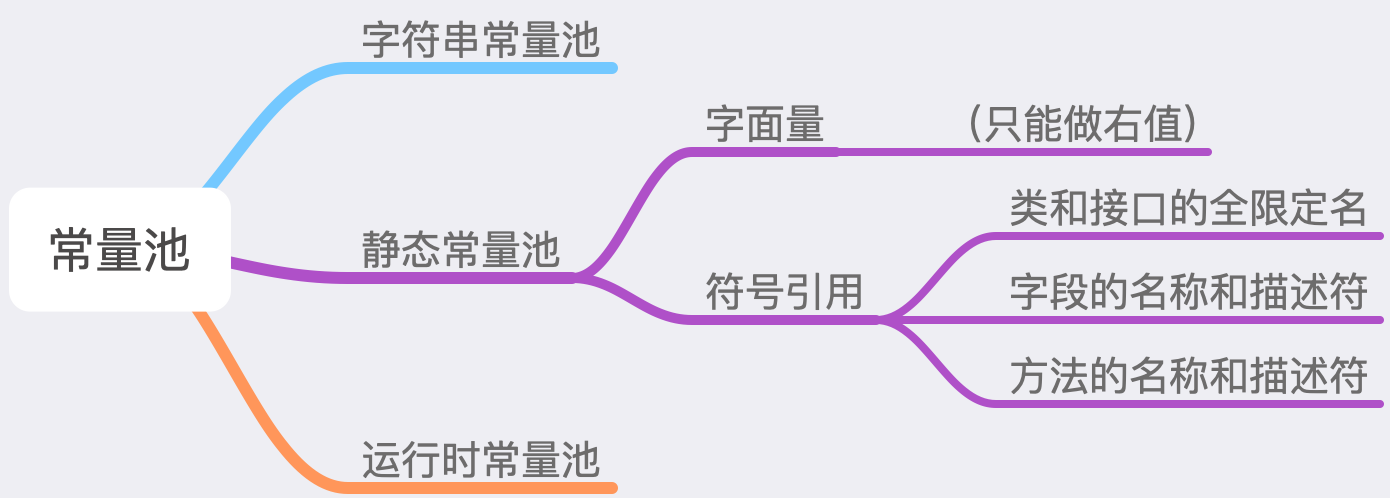 常量池
字符串常量池
静态常量池
字面量
（只能做右值）
符号引用
类和接口的全限定名
字段的名称和描述符
方法的名称和描述符
运行时常量池